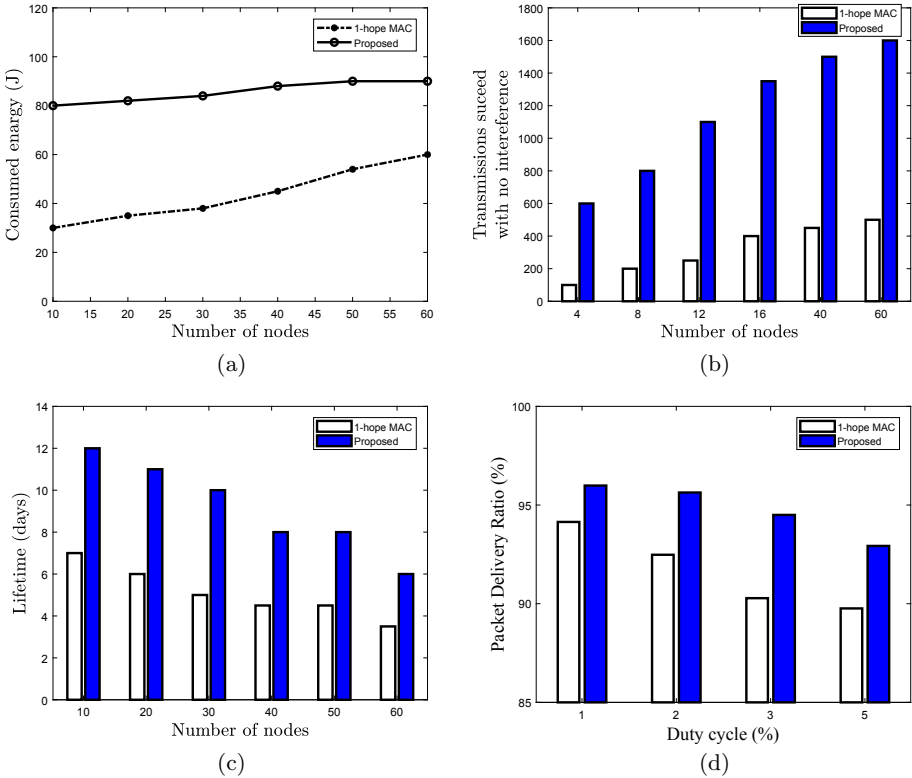 120
100
80
60
40
20
0
Consumed enargy (J)
1-hope MAC
Proposed
10 15 20 25 30 35 40 45 50 55 60
Number of nodes
(a)
1800
1600
1400
1200
1000
800
600
400
200
0
Transmissions suceed
with no intereference
1-hope MAC
Proposed
4 8 12 16 40 60
Number of nodes
(b)
14
12
10
8
6
4
2
0
Lifetime (days)
1-hope MAC
Proposed
10 20 30 40 50 60
Number of nodes
(c)
100
95
90
85
Packet Delivery Ratio (%)
1-hope MAC
Proposed
1 2 3 5
Duty cycle (%)
(d)